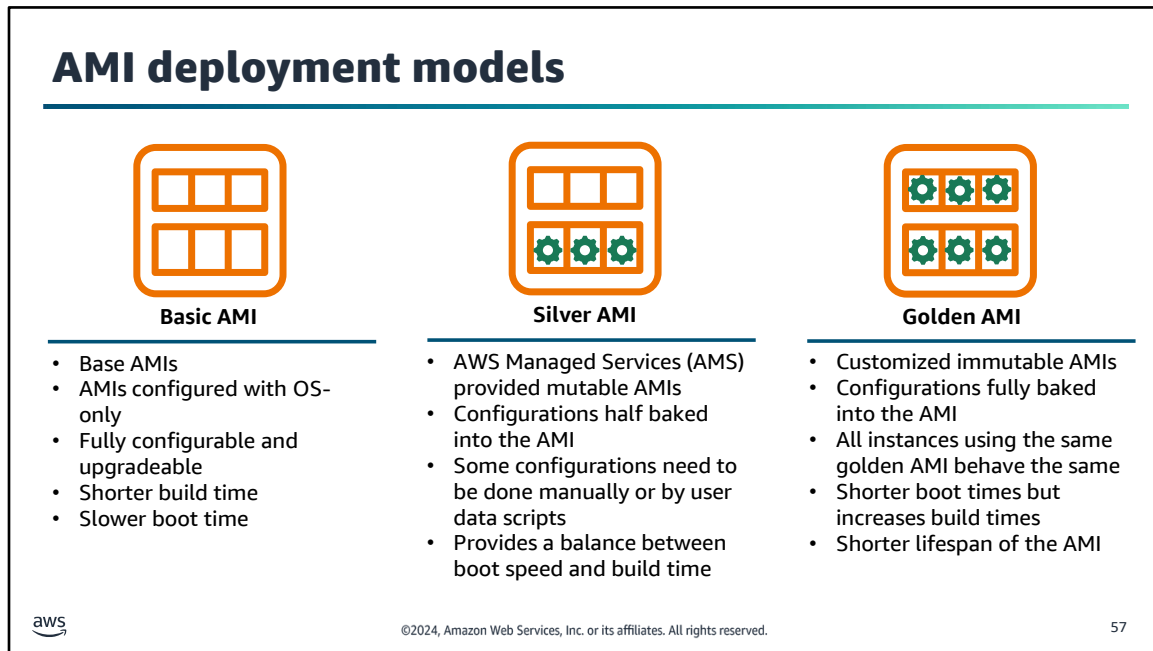 AMI deployment models
Basic AMI
• Base AMIs
• AMIs configured with OS-
only
• Fully configurable and
upgradeable
• Shorter build time
• Slower boot time
Silver AMI
• AWS Managed Services (AMS)
provided mutable AMIs
• Configurations half baked
into the AMI
• Some configurations need to
be done manually or by user
data scripts
• Provides a balance between
boot speed and build time
Golden AMI
• Customized immutable AMIs
• Configurations fully baked
into the AMI
• All instances using the same
golden AMI behave the same
• Shorter boot times but
increases build times
• Shorter lifespan of the AMI
aws
©2024, Amazon Web Services, Inc. or its affiliates. All rights reserved.
57